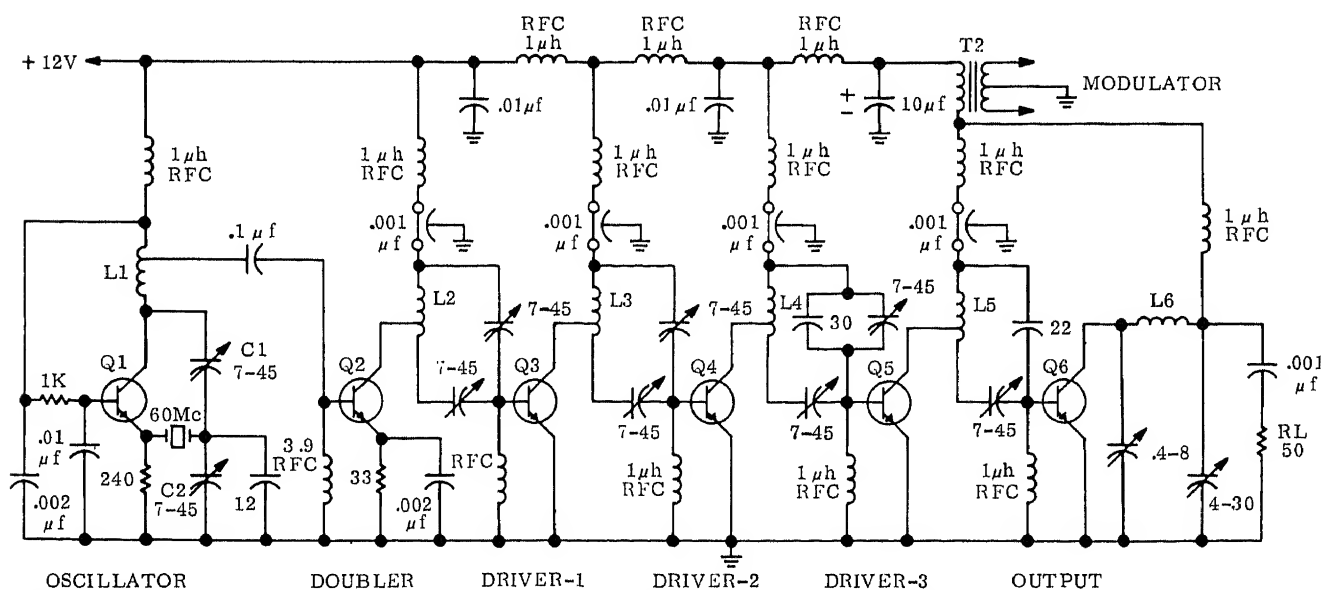 RFC
1μh
RFC
1μh
RFC
1μh
T2
+ 12V
MODULATOR
.01μf
.01μf
+
-
10μf
1μh
RFC
1μh
RFC
1μh
RFC
1μh
RFC
1μh
RFC
1μh
RFC
.1μf
.001
μf
.001
μf
.001
μf
.001
μf
L1
L2
7-45
L3
7-45
L4
30
7-45
L5
22
L6
Q1
C1
7-45
Q2
7-45
Q3
Q4
Q5
Q6
.001
μf
1K
60Mc
7-45
7-45
7-45
RL
50
.01
μf
3.9
RFC
RFC
1μh
RFC
1μh
RFC
1μh
RFC
.4-8
.002
μf
240
C2
7-45
12
33
.002
μf
4-30
OSCILLATOR
DOUBLER
DRIVER-1
DRIVER-2
DRIVER-3
OUTPUT